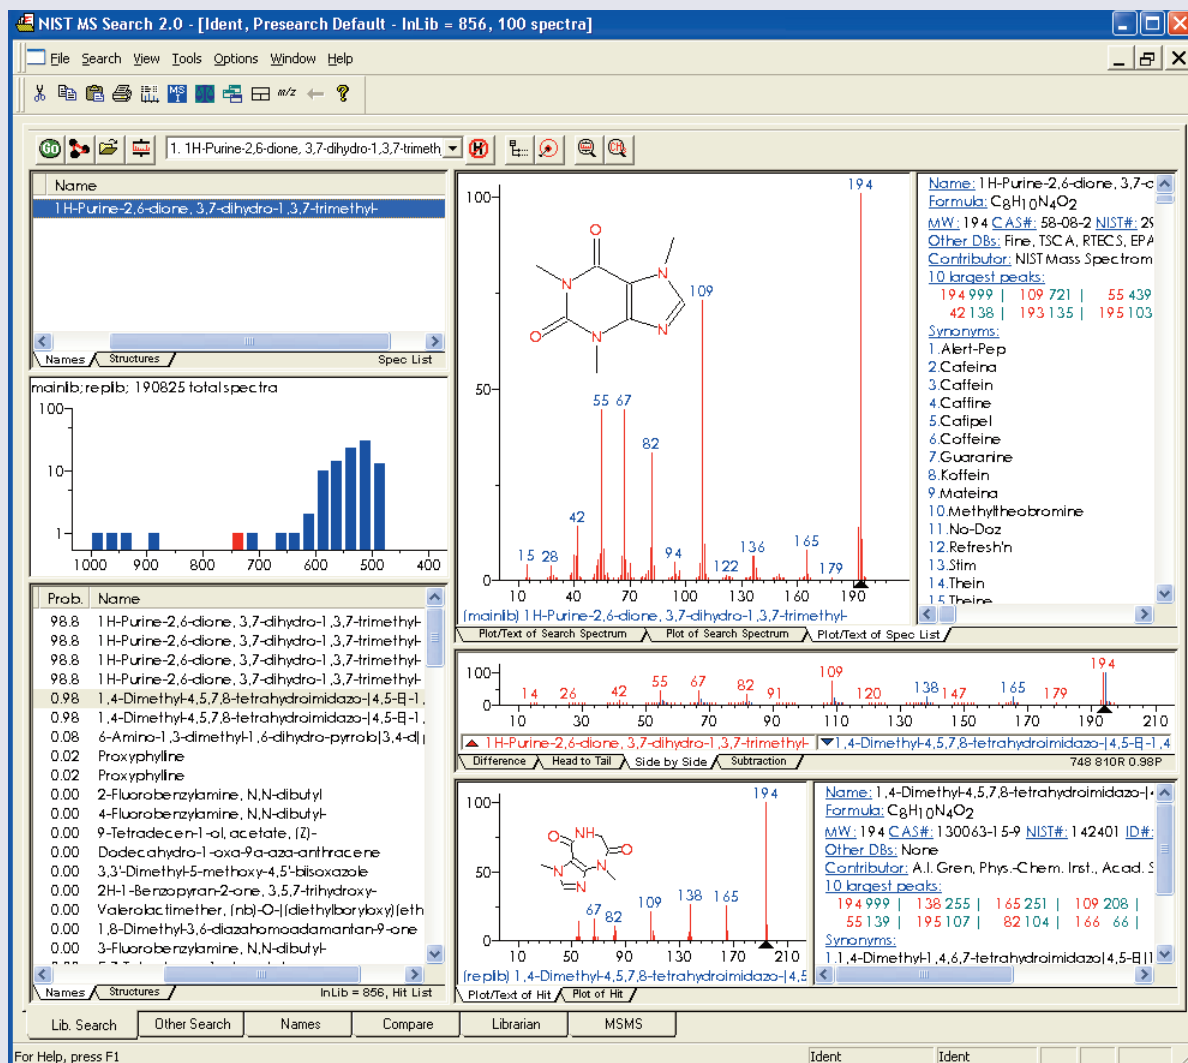 NIST MS Search 2.0 - [Ident, Presearch Default - InLib = 856, 100 spectra]
File Search View Tools Options Window Help
MS
m/z
1. 1H-Purine-2,6-dione, 3,7-dihydro-1,3,7-trimeth
Name
1H-Purine-2,6-dione, 3,7-dihydro-1,3,7-trimethyl-
Names Structures Spec List
mainlib; replib; 190825 total spectra
100
10
1
1000 900 800 700 600 500 400
Prob. Name
98.8 1H-Purine-2,6-dione, 3,7-dihydro-1,3,7-trimethyl-
98.8 1H-Purine-2,6-dione, 3,7-dihydro-1,3,7-trimethyl-
98.8 1H-Purine-2,6-dione, 3,7-dihydro-1,3,7-trimethyl-
98.8 1H-Purine-2,6-dione, 3,7-dihydro-1,3,7-trimethyl-
0.98 1,4-Dimethyl-4,5,7,8-tetrahydroimidazo-[4,5-E]-1,
0.98 1,4-Dimethyl-4,5,7,8-tetrahydroimidazo-[4,5-E]-1,
0.08 6-Amino-1,3-dimethyl-1,6-dihydro-pyrrolo[3,4-d]
0.02 Proxyphylline
0.02 Proxyphylline
0.00 2-Fluorobenzylamine, N,N-dibutyl
0.00 4-Fluorobenzylamine, N,N-dibutyl-
0.00 9-Tetradecen-1-ol, acetate, (Z)-
0.00 Dodecahydro-1-oxa-9a-aza-anthracene
0.00 3,3'-Dimethyl-5-methoxy-4,5'-biisoxazole
0.00 2H-1-Benzopyran-2-one, 3,5,7-trihydroxy-
0.00 Valerolactimether, (nb)-O-[(diethylboryloxy)(eth
0.00 1,8-Dimethyl-3,6-diazahomoadamantan-9-one
0.00 3-Fluorobenzylamine, N,N-dibutyl-
Names Structures InLib = 856, Hit List
100
50
0
194
109
55 67
82
42
15 28 94 122 136 165 179
O
N
N
O
N
N
10 40 70 100 130 160 190
(mainlib) 1H-Purine-2,6-dione, 3,7-dihydro-1,3,7-trimethyl-
Plot/Text of Search Spectrum Plot of Search Spectrum Plot/Text of Spec List
Name: 1H-Purine-2,6-dione, 3,7-
Formula: C8H10N4O2
MW: 194 CAS#: 58-08-2 NIST#: 29
Other DBs: Fine, TSCA, RTECS, EPA
Contributor: NIST Mass Spectrom
10 largest peaks:
194 999 | 109 721 | 55 439
42 138 | 193 135 | 195 103
Synonyms:
1.Alert-Pep
2.Cafeina
3.Caffein
4.Caffine
5.Cafipel
6.Coffeine
7.Guaranine
8.Koffein
9.Mateina
10.Methyltheobromine
11.No-Doz
12.Refresh'n
13.Stim
14.Thein
15.Theine
100
0
14 26 42 55 67 82 91 109 120 138 147 165 179 194
10 30 50 70 90 110 130 150 170 190 210
1H-Purine-2,6-dione, 3,7-dihydro-1,3,7-trimethyl- 1,4-Dimethyl-4,5,7,8-tetrahydroimidazo-[4,5-E]-1,4
Difference Head to Tail Side by Side Subtraction 748 810R 0.98P
100
50
0
194
67 82 109 138 165
O
NH
O
N
N
N
10 50 90 130 170 210
(replib) 1,4-Dimethyl-4,5,7,8-tetrahydroimidazo-[4,5
Plot/Text of Hit Plot of Hit
Name: 1,4-Dimethyl-4,5,7,8-tetrahydroimidazo-[
Formula: C8H10N4O2
MW: 194 CAS#: 130063-15-9 NIST#: 142401 ID#:
Other DBs: None
Contributor: A.I. Gren, Phys.-Chem. Inst., Acad.
10 largest peaks:
194 999 | 138 255 | 165 251 | 109 208 |
55 139 | 195 107 | 82 104 | 166 66 |
Synonyms:
1.1,4-Dimethyl-1,4,6,7-tetrahydroimidazo[4,5-E][1
Lib. Search Other Search Names Compare Librarian MSMS
For Help, press F1 Ident Ident